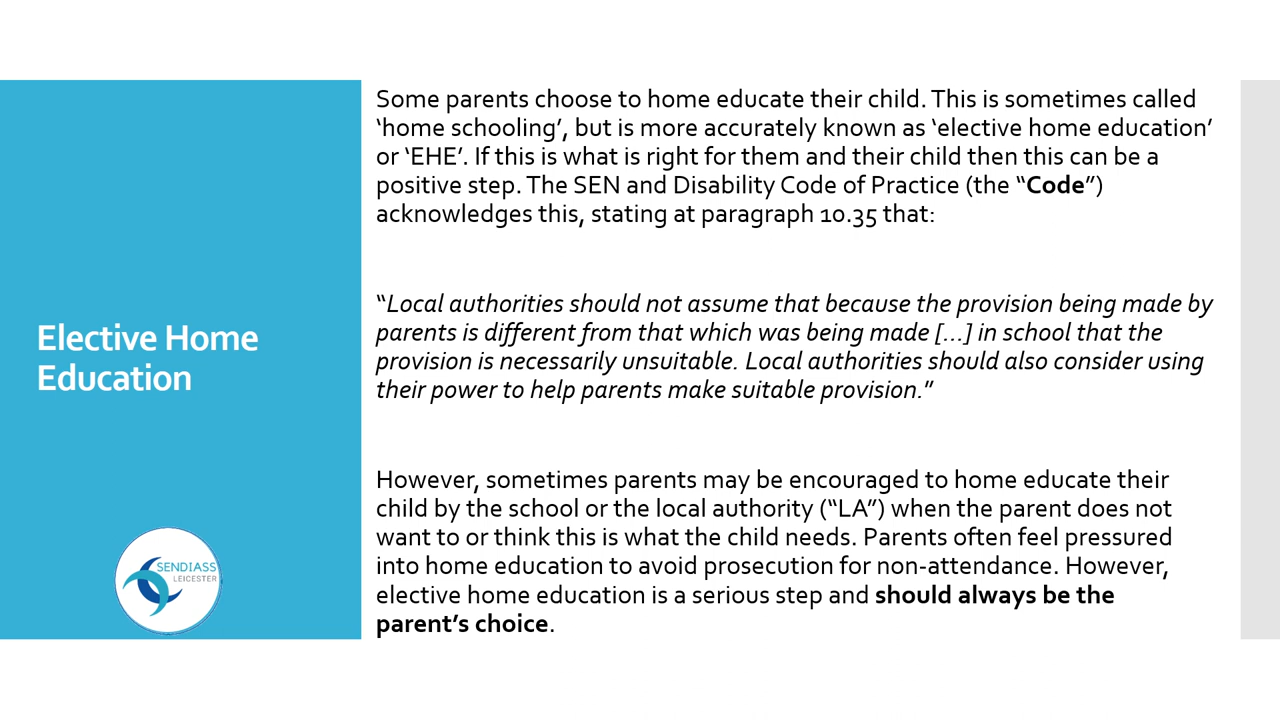 Some parents choose to home educate their child. This is sometimes called
‘home schooling’, but is more accurately known as ‘elective home education’
or ‘EHE’. If this is what is right for them and their child then this can be a
positive step. The SEN and Disability Code of Practice (the “Code”)
acknowledges this, stating at paragraph 10.35 that:
“Local authorities should not assume that because the provision being made by
parents is different from that which was being made [...] in school that the
provision is necessarily unsuitable. Local authorities should also consider using
their power to help parents make suitable provision.”
However, sometimes parents may be encouraged to home educate their
child by the school or the local authority (“LA”) when the parent does not
want to or think this is what the child needs. Parents often feel pressured
into home education to avoid prosecution for non-attendance. However,
elective home education is a serious step and should always be the
parent’s choice.
Elective Home
Education
SENDIASS
LEICESTER